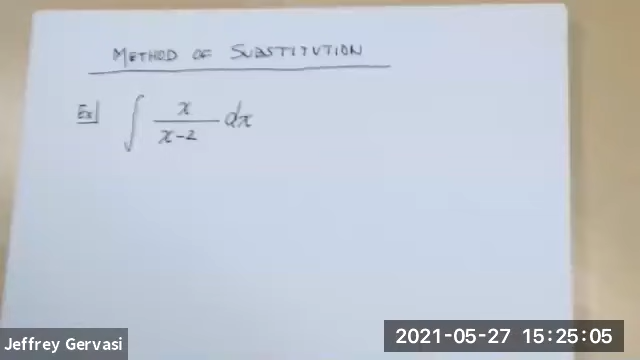 METHOD OF SUBSTITUTION
Ex] ∫ x/(x-2) dx
Jeffrey Gervasi
2021-05-27 15:25:05